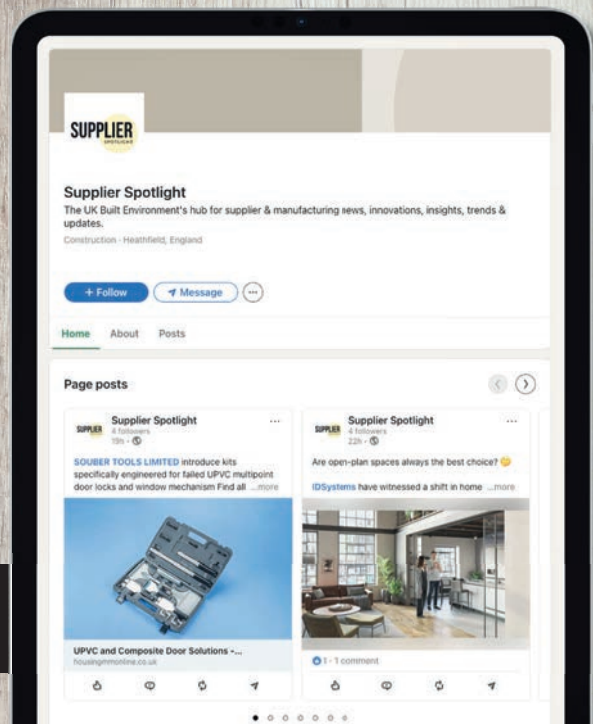 SUPPLIER
SPOTLIGHT
Supplier Spotlight
The UK Built Environment's hub for supplier & manufacturing news, innovations, insights, trends &
updates.
Construction · Heathfield, England
+ Follow
Message
Home About Posts
Page posts
SUPPLIER
Supplier Spotlight
4 followers
19h ·
SOUBER TOOLS LIMITED introduce kits
specifically engineered for failed UPVC multipoint
door locks and window mechanism Find all ...more
UPVC and Composite Door Solutions -...
housingmmonline.co.uk
SUPPLIER
Supplier Spotlight
4 followers
22h ·
Are open-plan spaces always the best choice? 🤔
IDSystems have witnessed a shift in home ...more
1 · 1 comment